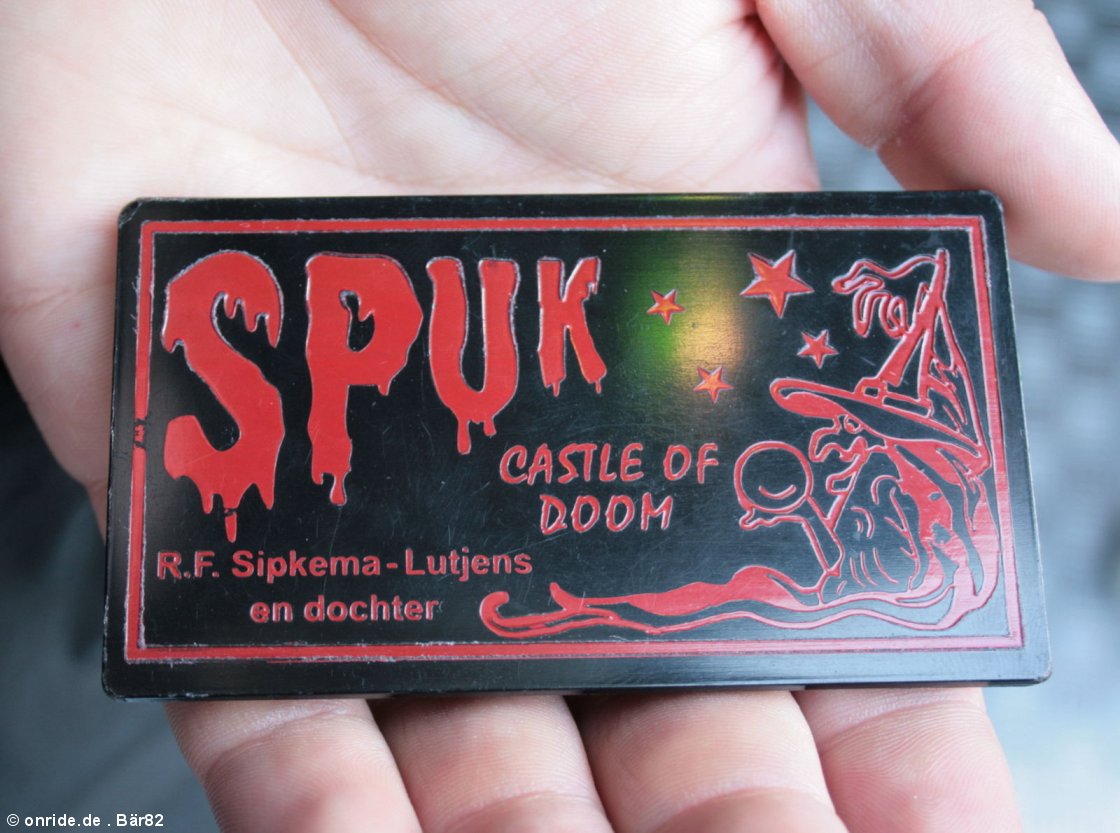 SPUK
CASTLE OF
DOOM
R.F. Sipkema-Lutjens
en dochter
© onride.de . Bär82